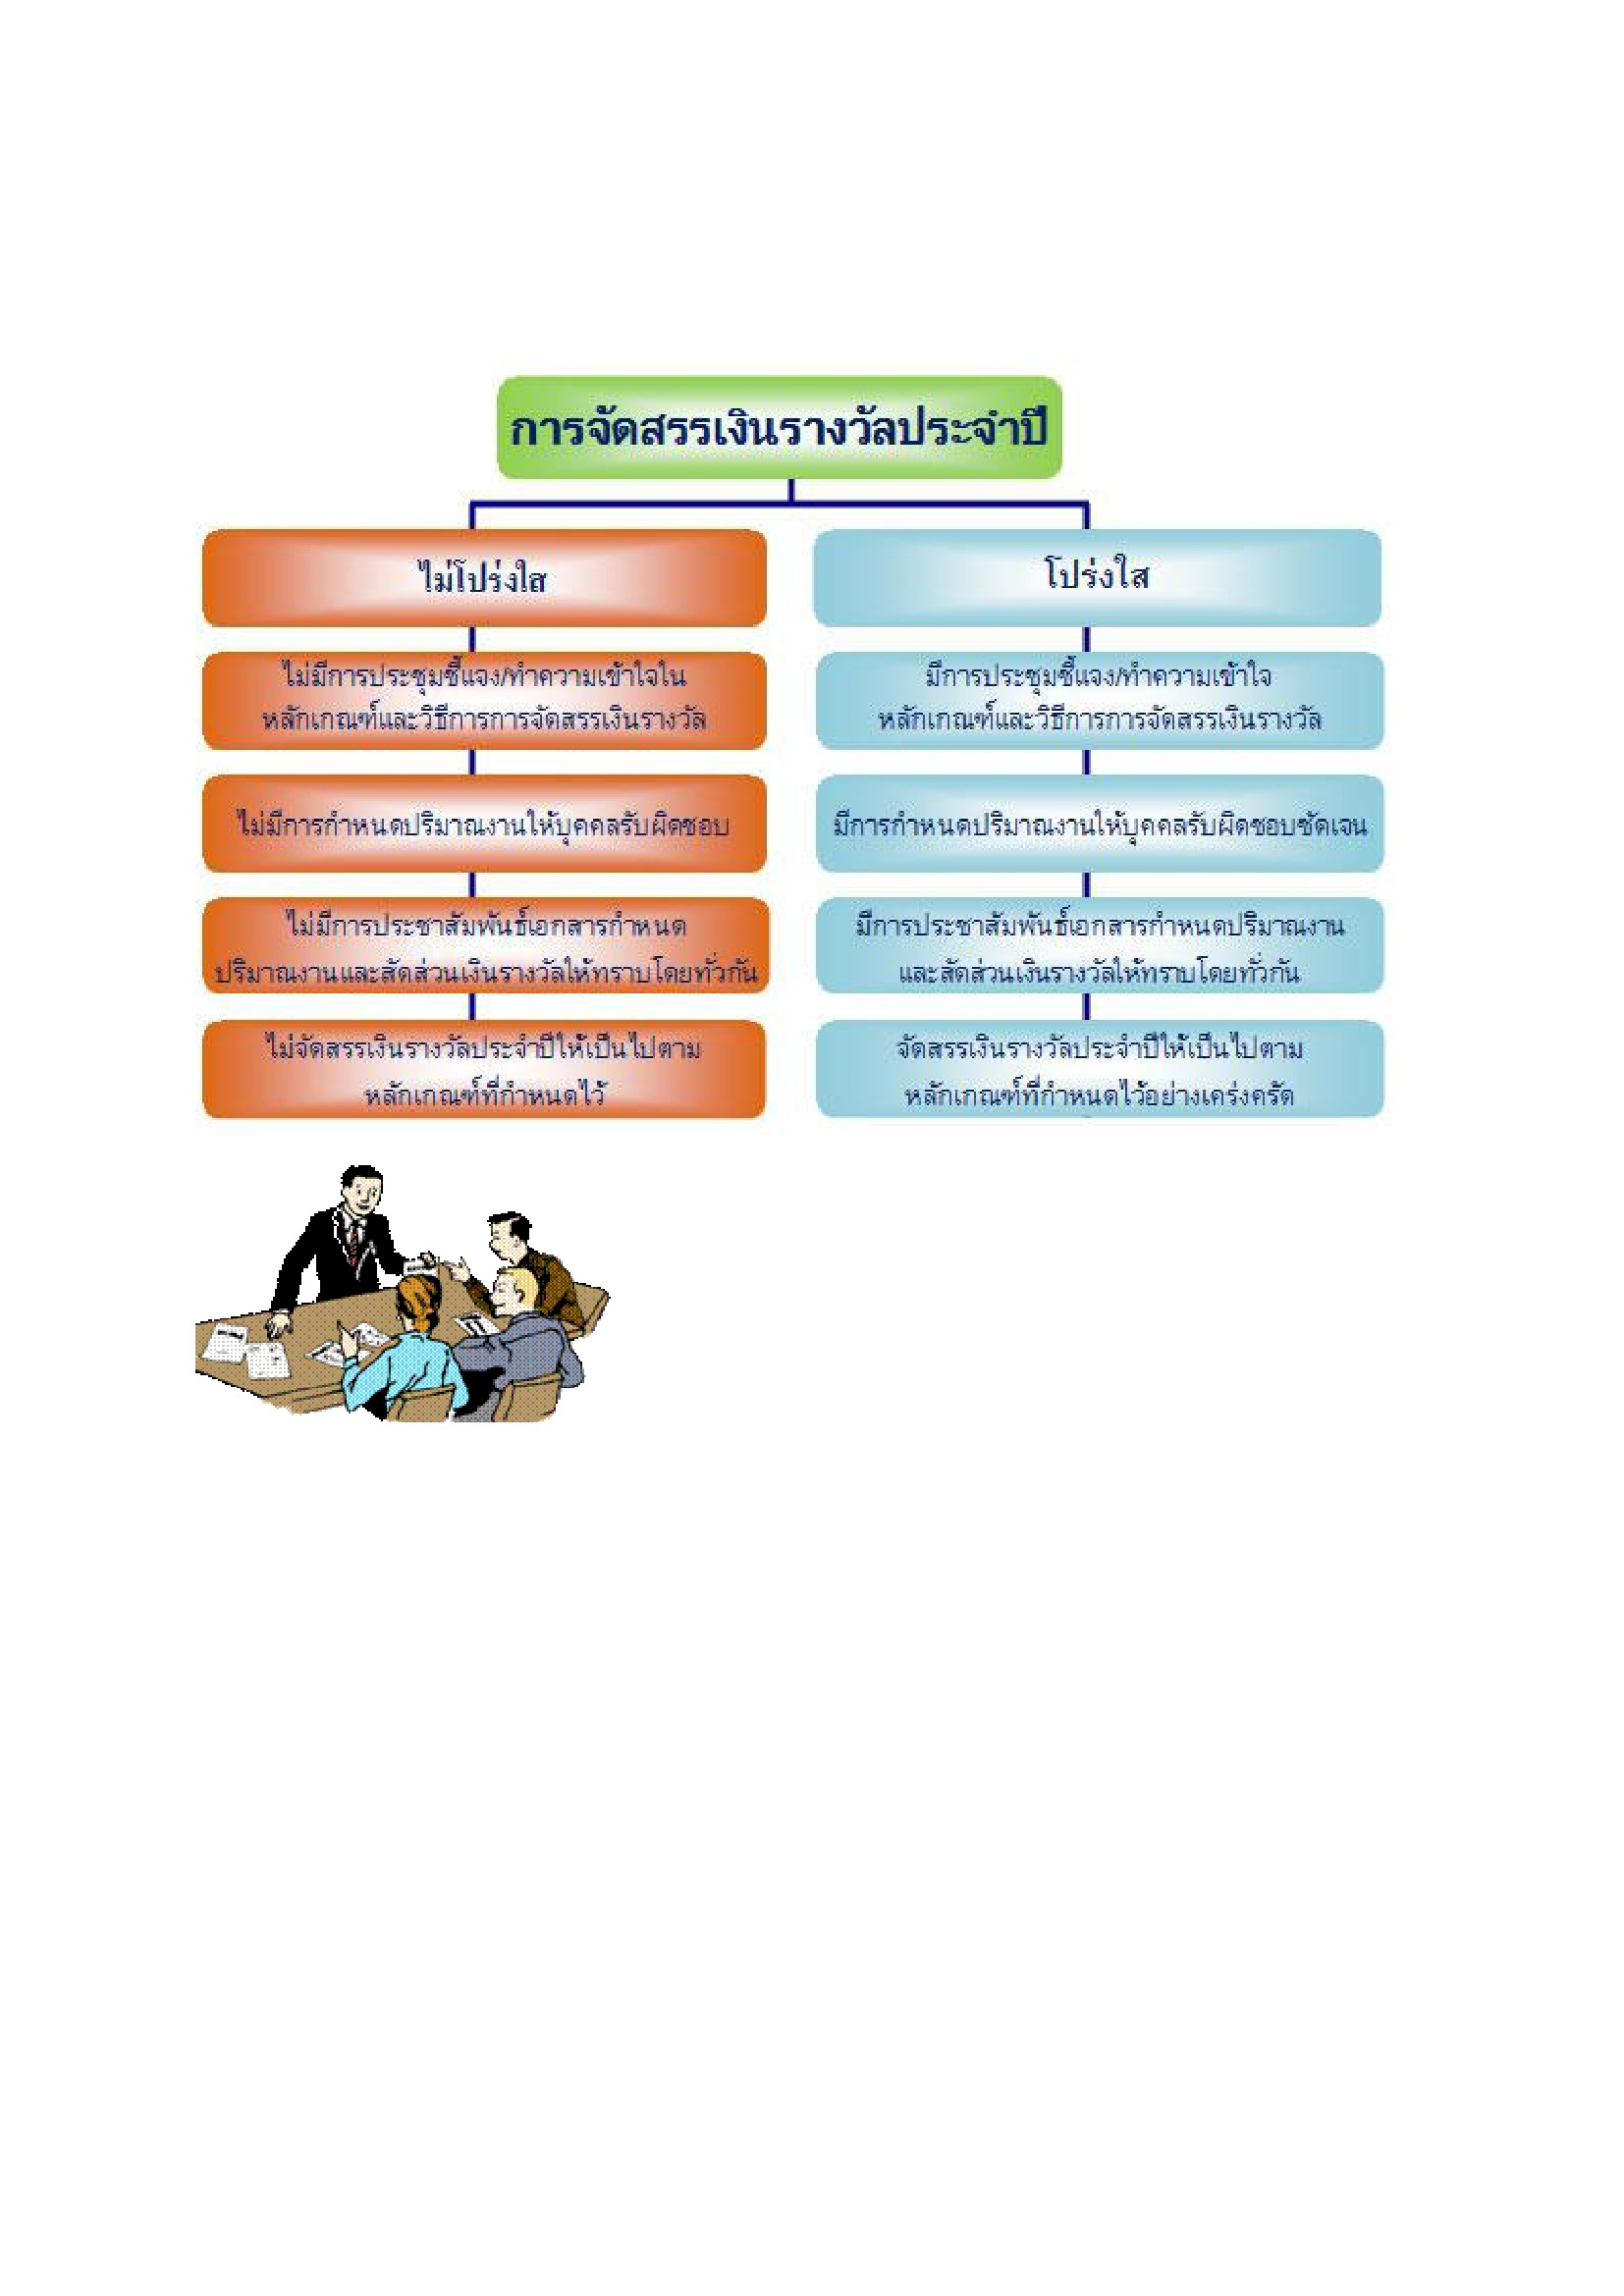 การจัดสรรเงินรางวัลประจำปี
ไม่โปร่งใส
ไม่มีการประชุมชี้แจง/ทำความเข้าใจใน
หลักเกณฑ์และวิธีการการจัดสรรเงินรางวัล
ไม่มีการกำหนดปริมาณงานให้บุคคลรับผิดชอบ
ไม่มีการประชาสัมพันธ์เอกสารกำหนด
ปริมาณงานและสัดส่วนเงินรางวัลให้ทราบโดยทั่วกัน
ไม่จัดสรรเงินรางวัลประจำปีให้เป็นไปตาม
หลักเกณฑ์ที่กำหนดไว้
โปร่งใส
มีการประชุมชี้แจง/ทำความเข้าใจ
หลักเกณฑ์และวิธีการการจัดสรรเงินรางวัล
มีการกำหนดปริมาณงานให้บุคคลรับผิดชอบชัดเจน
มีการประชาสัมพันธ์เอกสารกำหนดปริมาณงาน
และสัดส่วนเงินรางวัลให้ทราบโดยทั่วกัน
จัดสรรเงินรางวัลประจำปีให้เป็นไปตาม
หลักเกณฑ์ที่กำหนดไว้อย่างเคร่งครัด